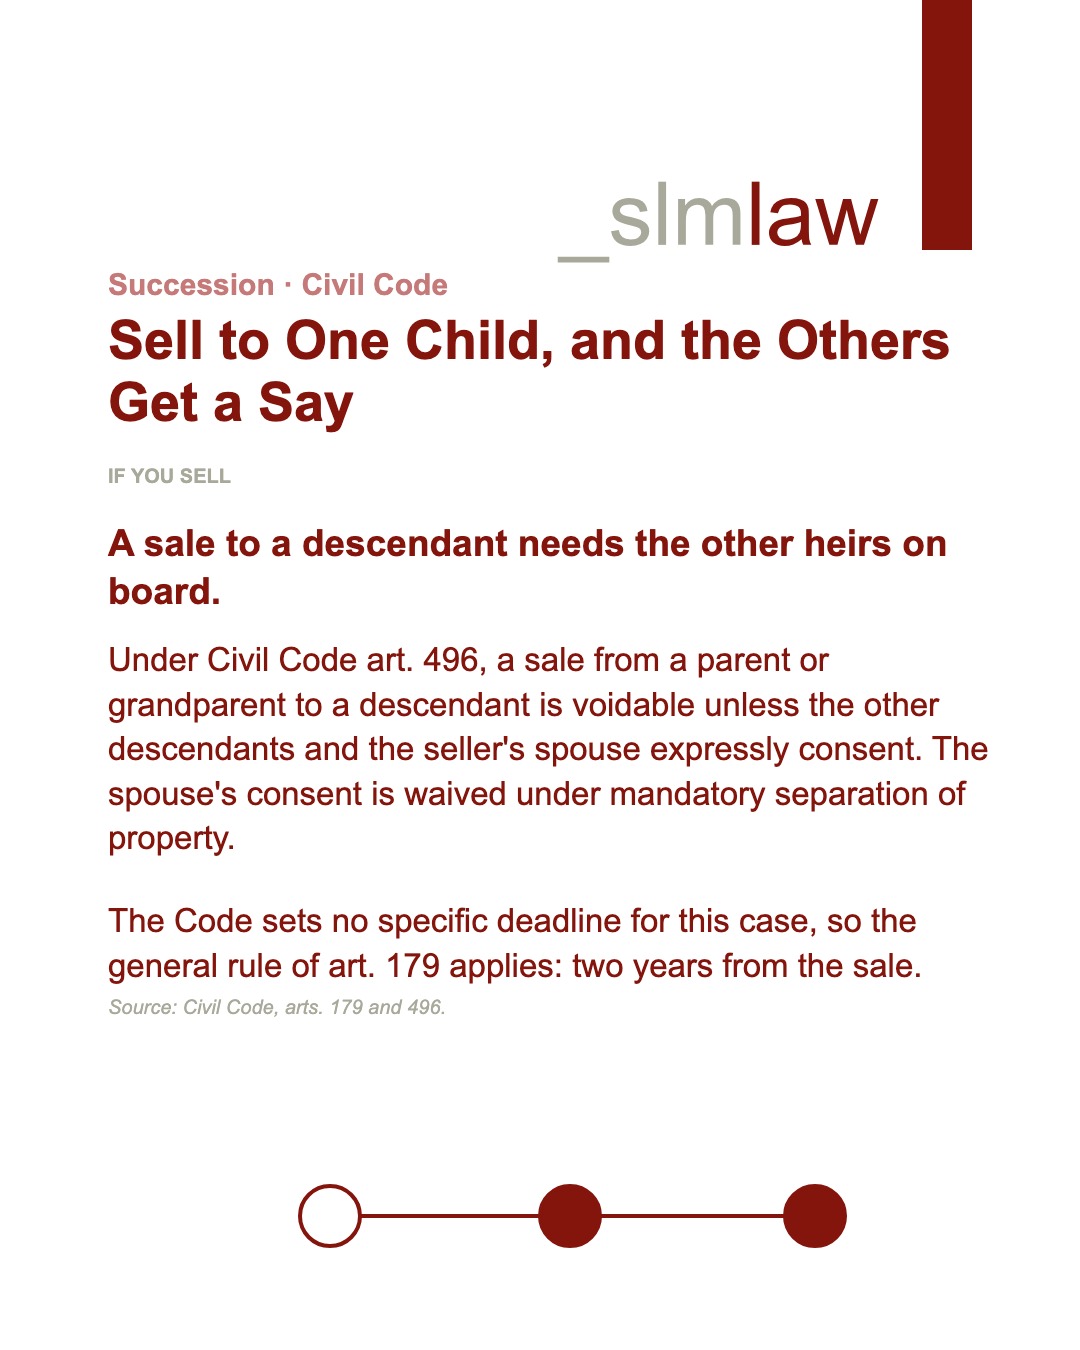 _slmlaw
Succession · Civil Code
Sell to One Child, and the Others
Get a Say
IF YOU SELL
A sale to a descendant needs the other heirs on
board.
Under Civil Code art. 496, a sale from a parent or
grandparent to a descendant is voidable unless the other
descendants and the seller's spouse expressly consent. The
spouse's consent is waived under mandatory separation of
property.
The Code sets no specific deadline for this case, so the
general rule of art. 179 applies: two years from the sale.
Source: Civil Code, arts. 179 and 496.